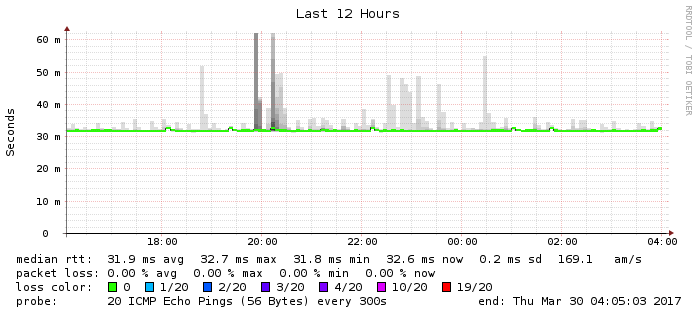 Last 12 Hours
RRDTOOL / TOBI OETIKER
Seconds
60 m
50 m
40 m
30 m
20 m
10 m
0
18:00 20:00 22:00 00:00 02:00 04:00
median rtt: 31.9 ms avg 32.7 ms max 31.8 ms min 32.6 ms now 0.2 ms sd 169.1 am/s
packet loss: 0.00 % avg 0.00 % max 0.00 % min 0.00 % now
loss color: 0 1/20 2/20 3/20 4/20 10/20 19/20
probe: 20 ICMP Echo Pings (56 Bytes) every 300s end: Thu Mar 30 04:05:03 2017